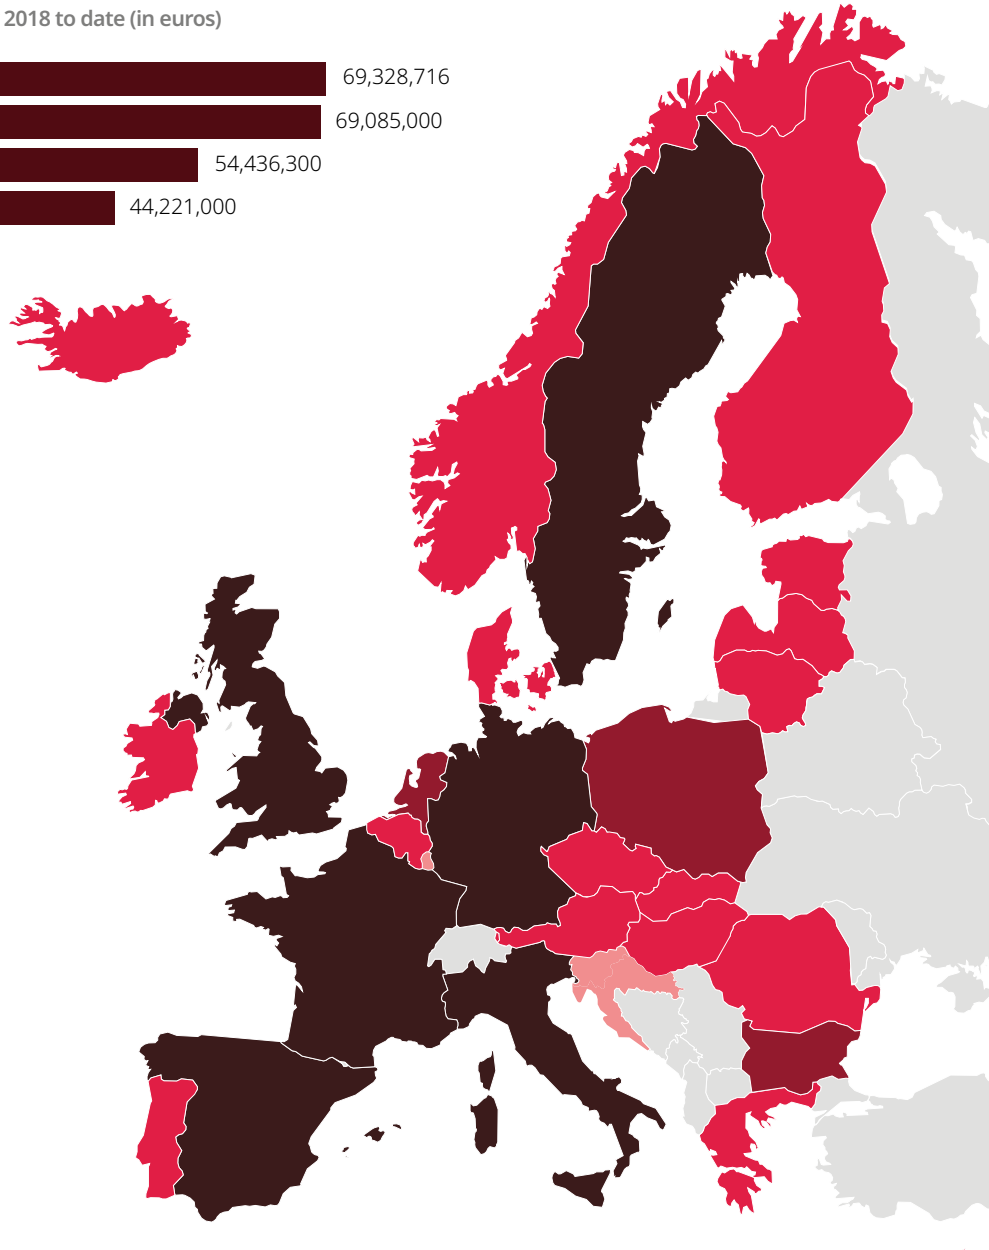 2018 to date (in euros)
69,328,716
69,085,000
54,436,300
44,221,000